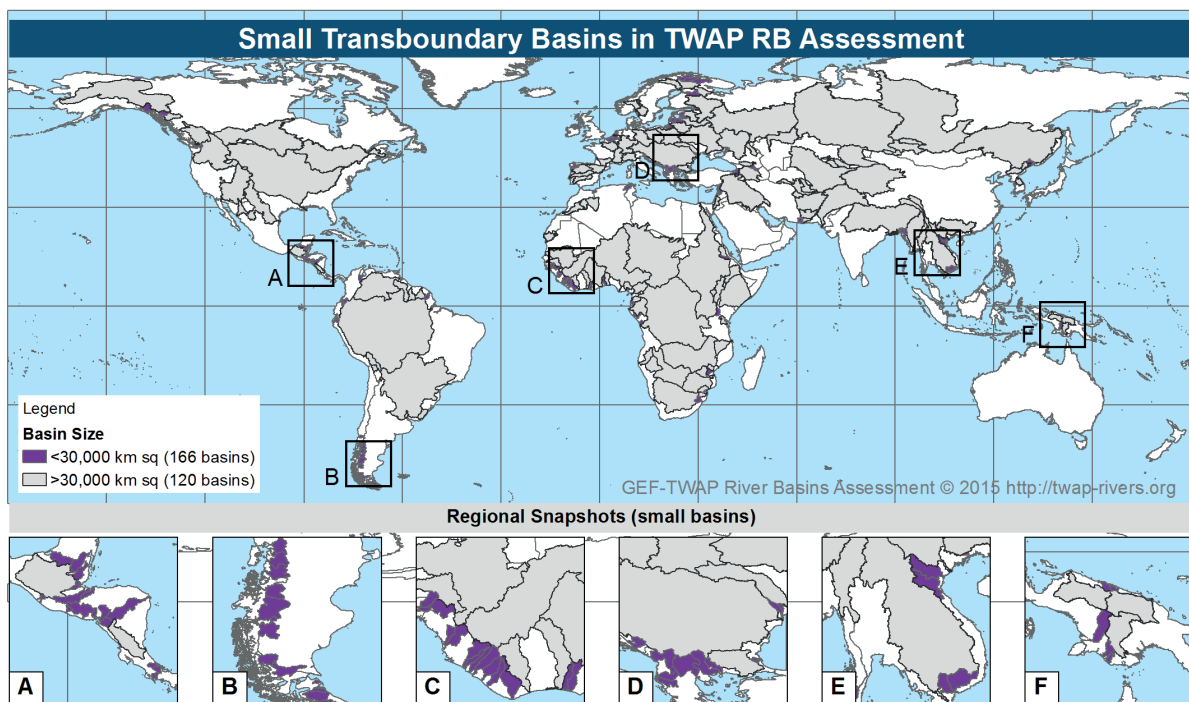 Small Transboundary Basins in TWAP RB Assessment
D
A
C
E
F
B
Legend
Basin Size
<30,000 km sq (166 basins)
>30,000 km sq (120 basins)
GEF-TWAP River Basins Assessment © 2015 http://twap-rivers.org
Regional Snapshots (small basins)
A B C D E F